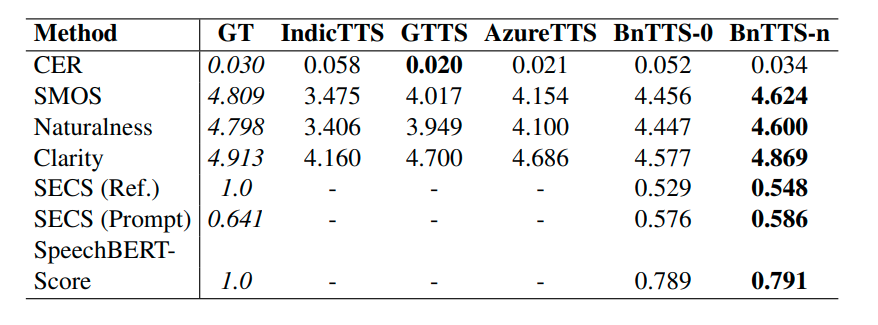 Method GT IndicTTS GTTS AzureTTS BnTTS-0 BnTTS-n
CER 0.030 0.058 0.020 0.021 0.052 0.034
SMOS 4.809 3.475 4.017 4.154 4.456 4.624
Naturalness 4.798 3.406 3.949 4.100 4.447 4.600
Clarity 4.913 4.160 4.700 4.686 4.577 4.869
SECS (Ref.) 1.0 - - - 0.529 0.548
SECS (Prompt) 0.641 - - - 0.576 0.586
SpeechBERT-
Score 1.0 - - - 0.789 0.791